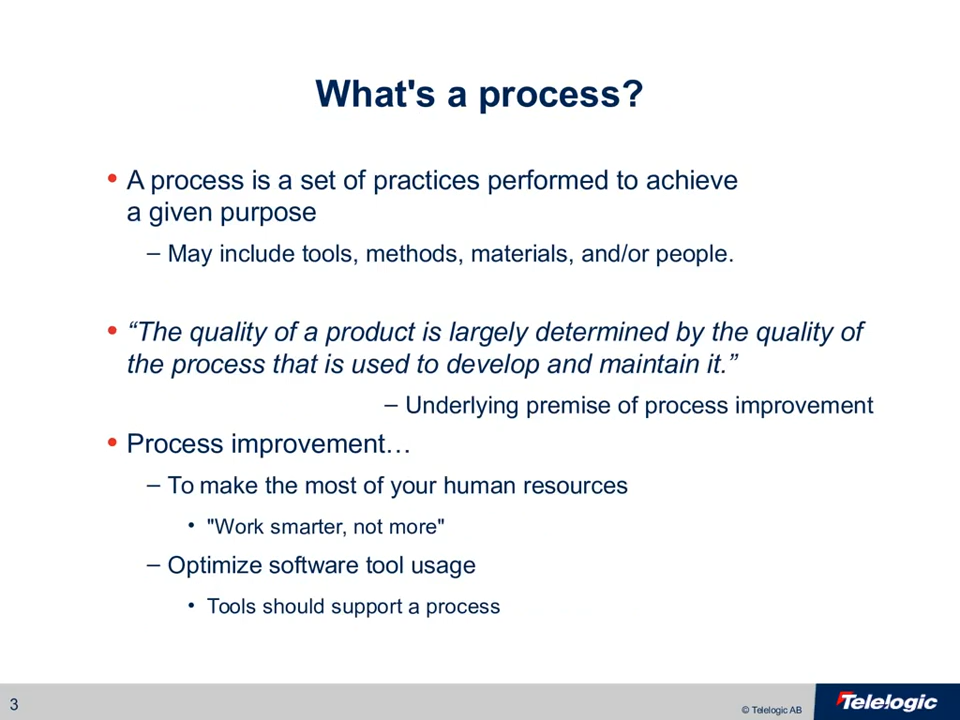 What's a process?
• A process is a set of practices performed to achieve
a given purpose
– May include tools, methods, materials, and/or people.
• “The quality of a product is largely determined by the quality of
the process that is used to develop and maintain it.”
– Underlying premise of process improvement
• Process improvement…
– To make the most of your human resources
• "Work smarter, not more"
– Optimize software tool usage
• Tools should support a process
3
© Telelogic AB
Telelogic